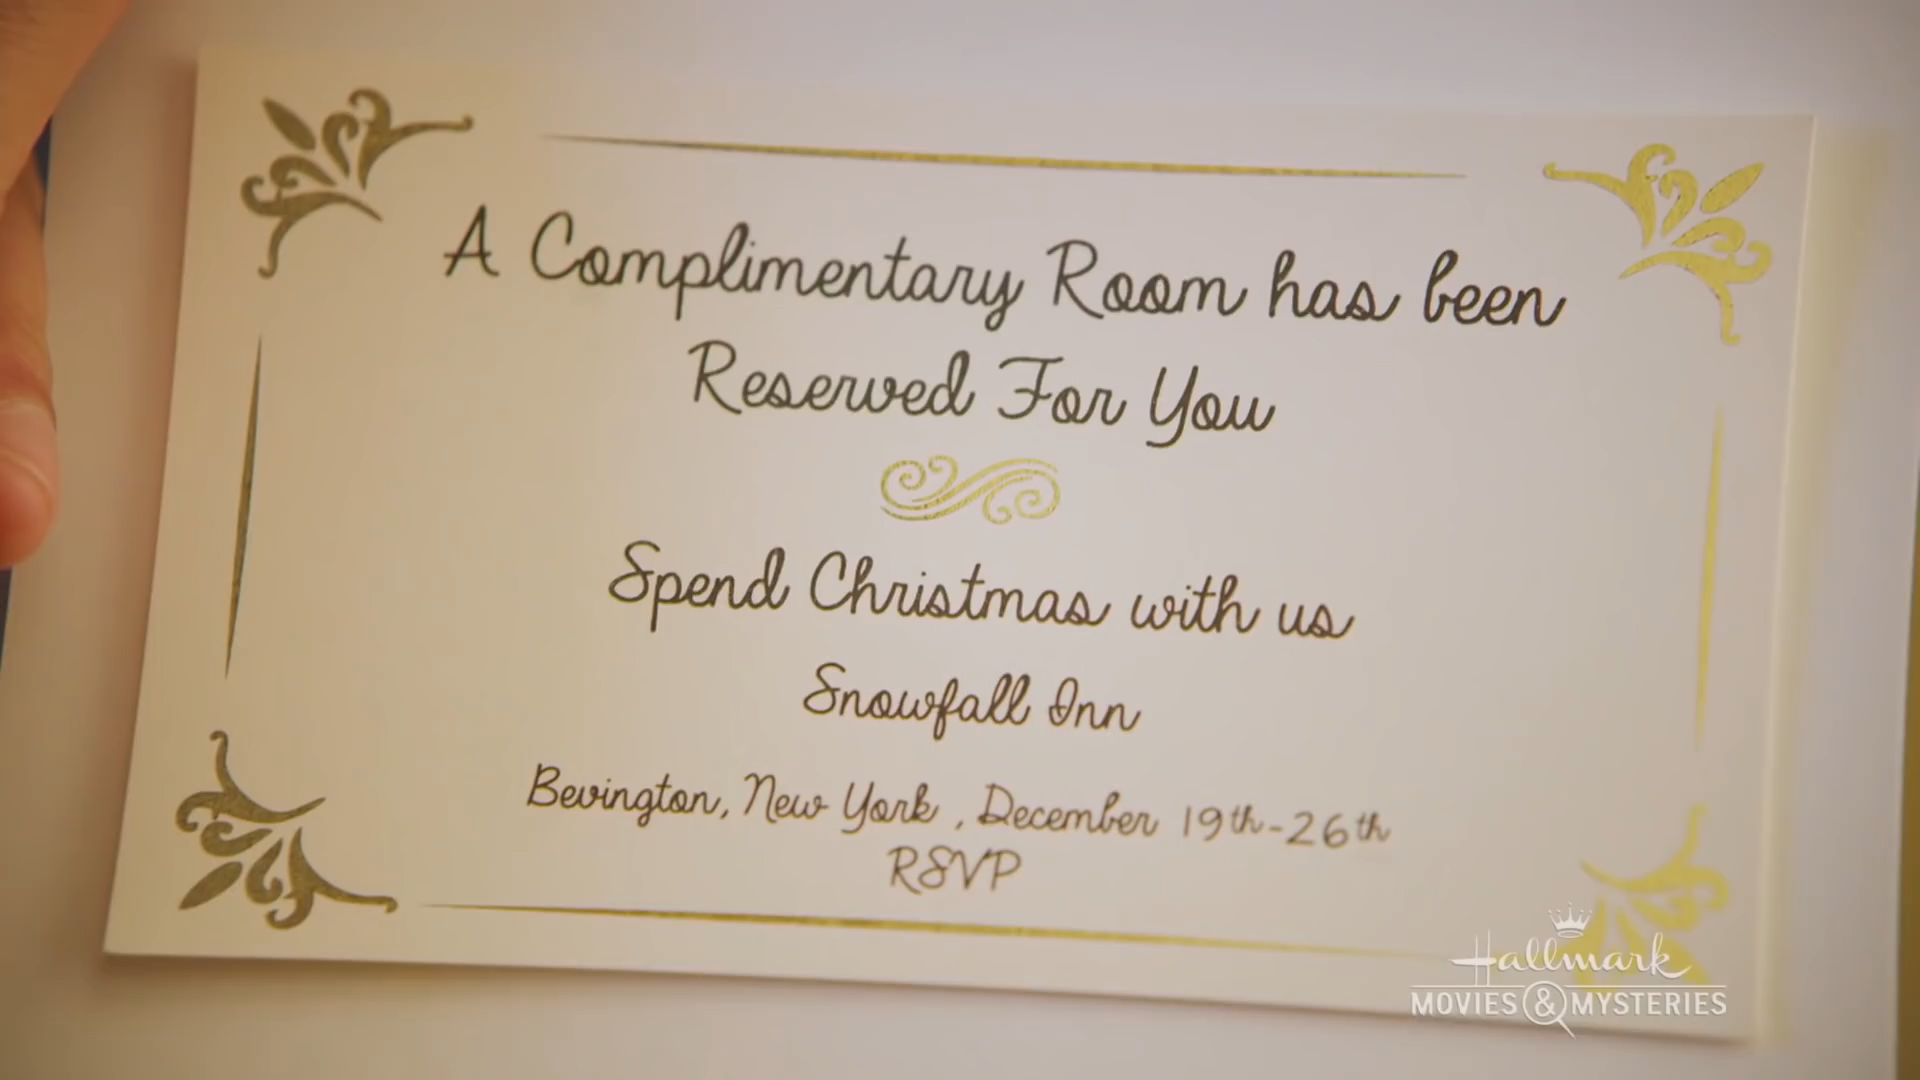 A Complimentary Room has been
Reserved For You
Spend Christmas with us
Snowfall Inn
Bevington, New York , December 19th-26th
RSVP
Hallmark
MOVIES & MYSTERIES